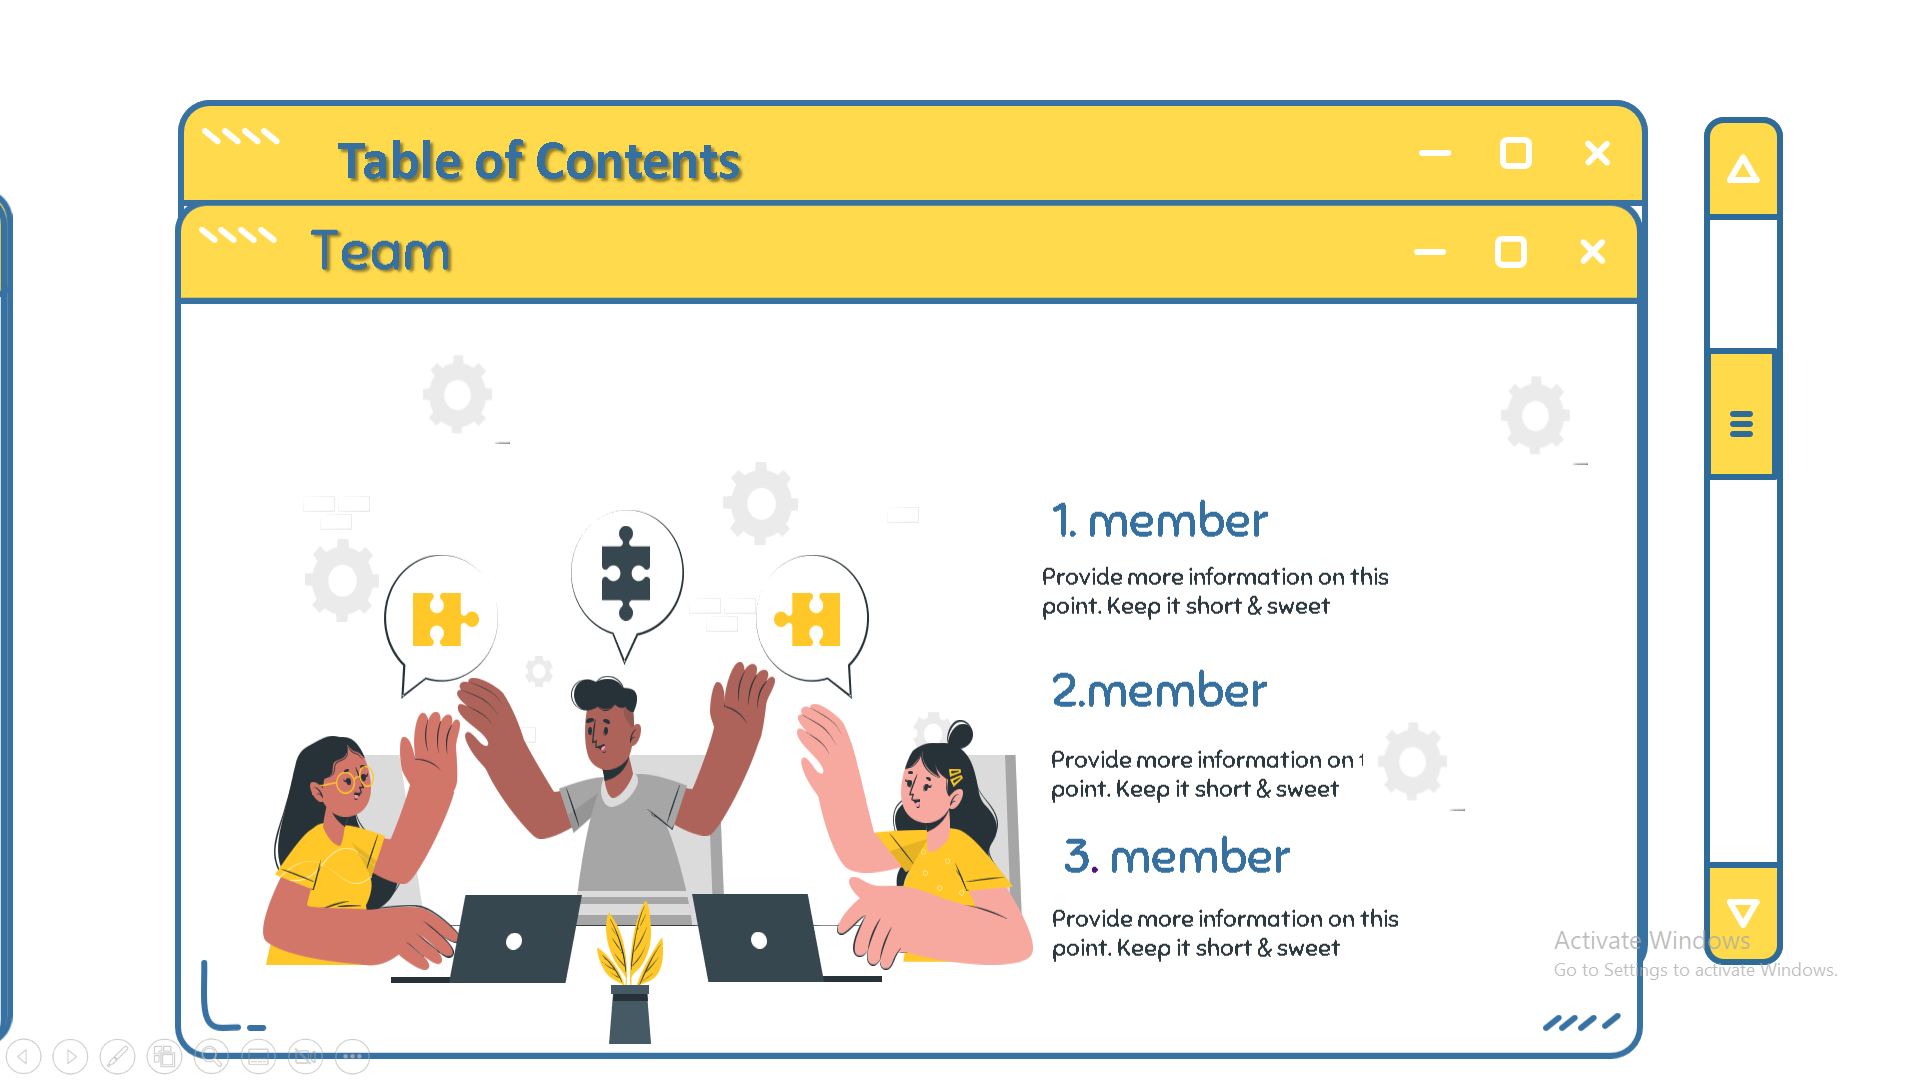 Table of Contents
Team
1. member
Provide more information on this
point. Keep it short & sweet
2.member
Provide more information on t
point. Keep it short & sweet
3. member
Provide more information on this
point. Keep it short & sweet
Activate Windows
Go to Settings to activate Windows.